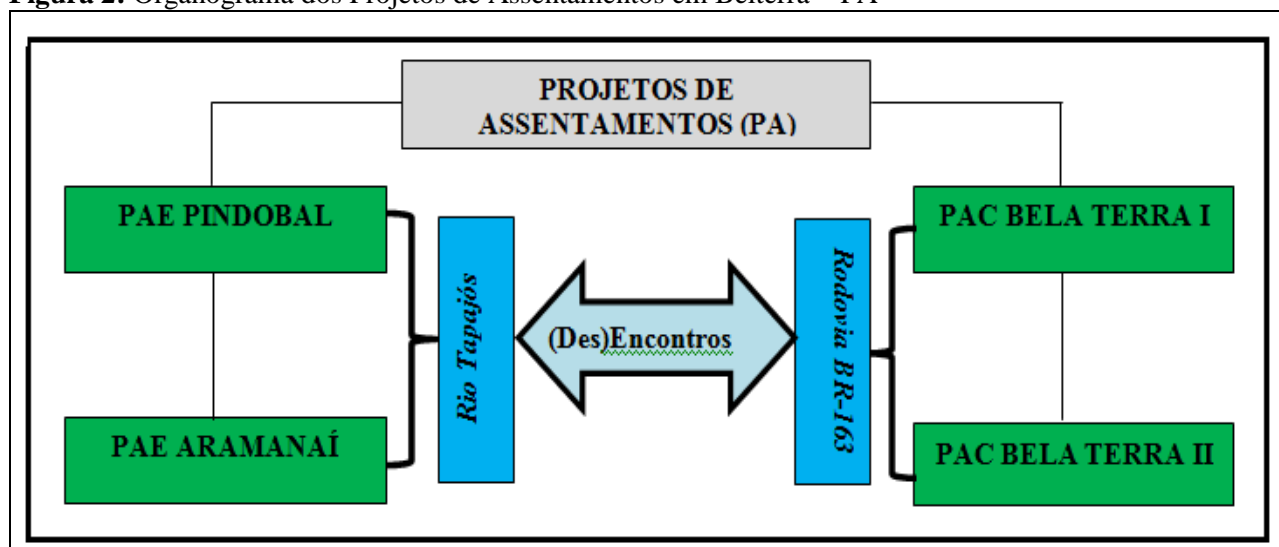 Figura 2: Organograma dos Projetos de Assentamentos em Belterra – PA
PROJETOS DE
ASSENTAMENTOS (PA)
PAE PINDOBAL
PAC BELA TERRA I
Rio Tapajós
(Des)Encontros
Rodovia BR-163
PAE ARAMANAÍ
PAC BELA TERRA II